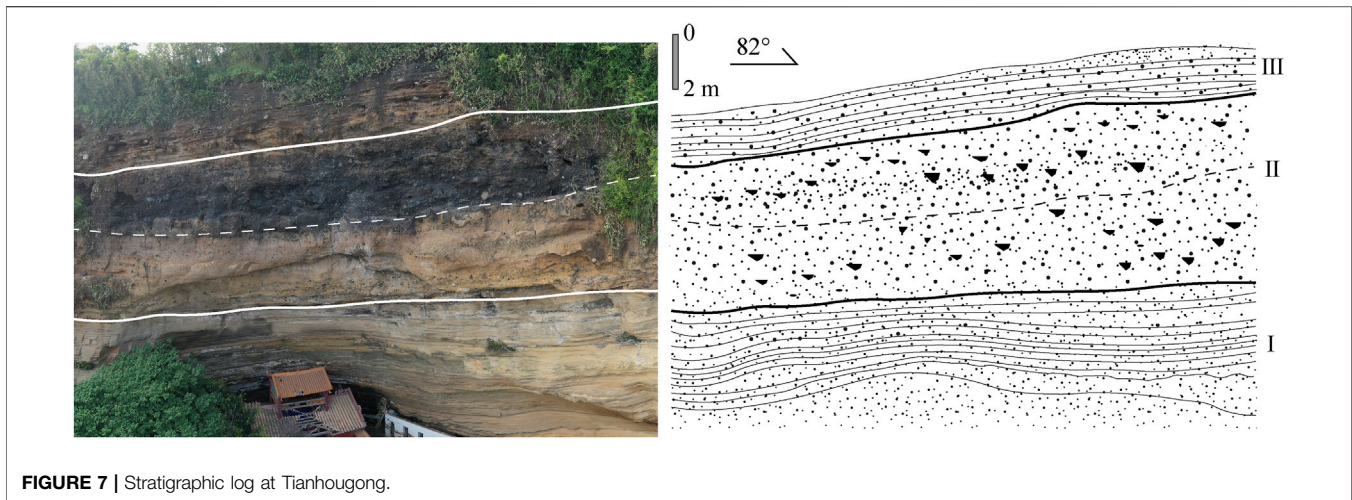 0
82°
2 m
III
II
I
FIGURE 7 | Stratigraphic log at Tianhougong.